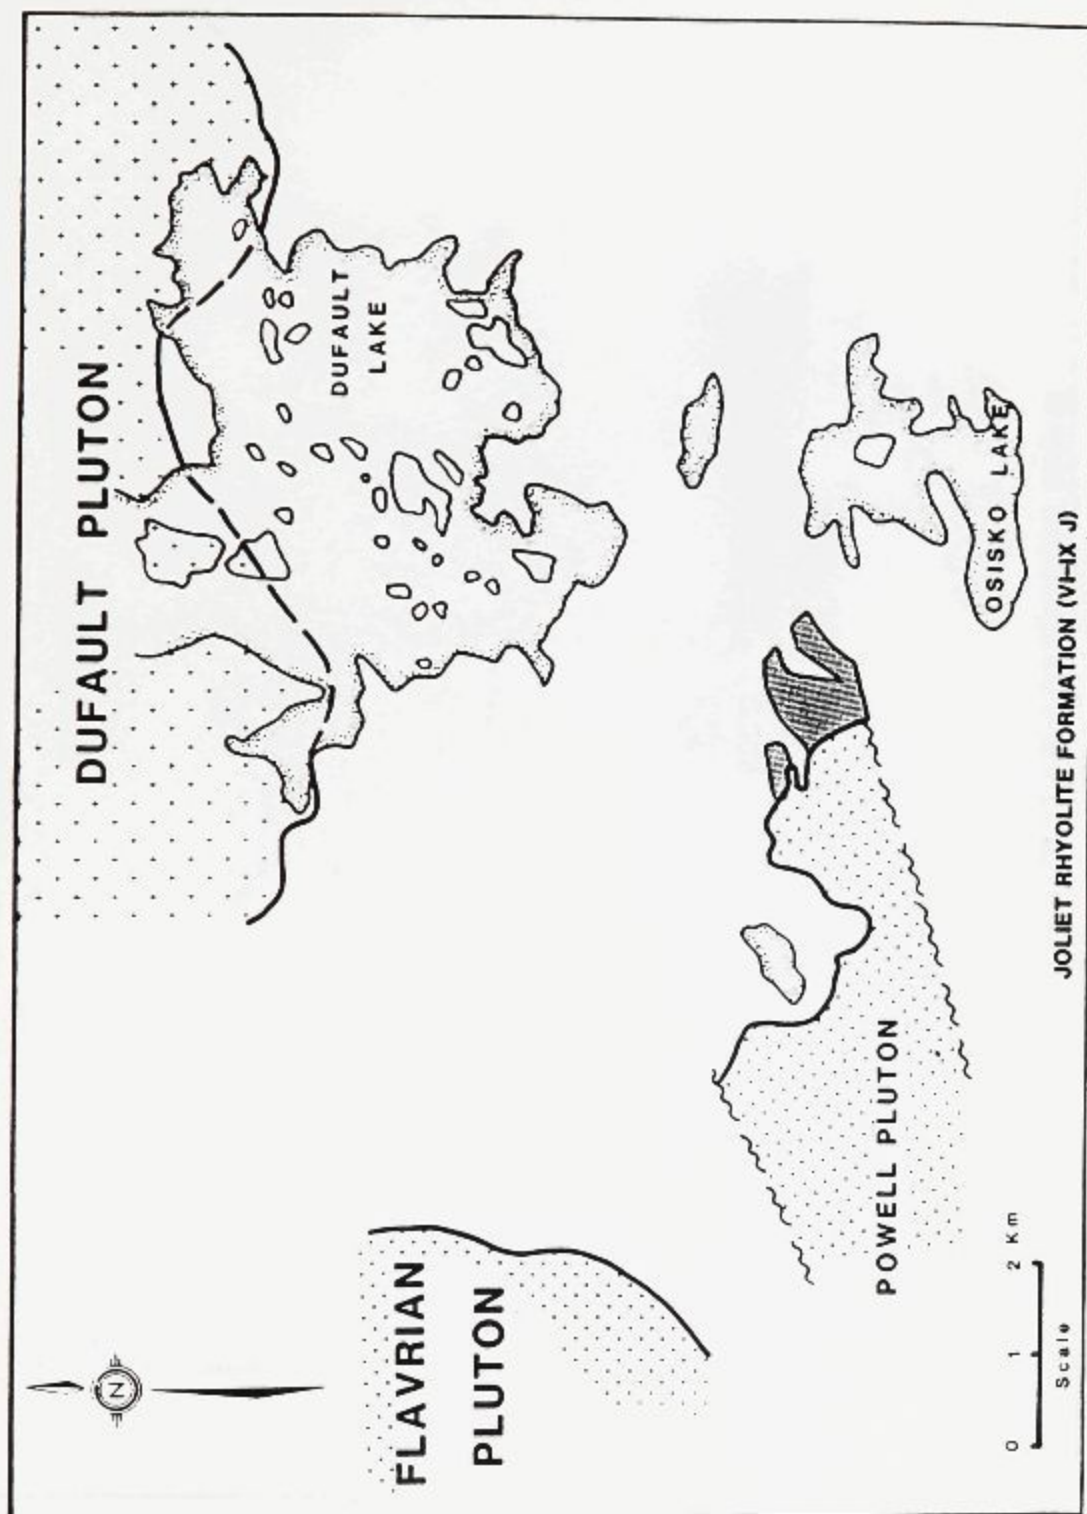 DUFAULT PLUTON
DUFAULT
LAKE
FLAVRIAN
PLUTON
POWELL PLUTON
OSISKO LAKE
N
0 1 2 Km
Scale
JOLIET RHYOLITE FORMATION (VI-IX J)